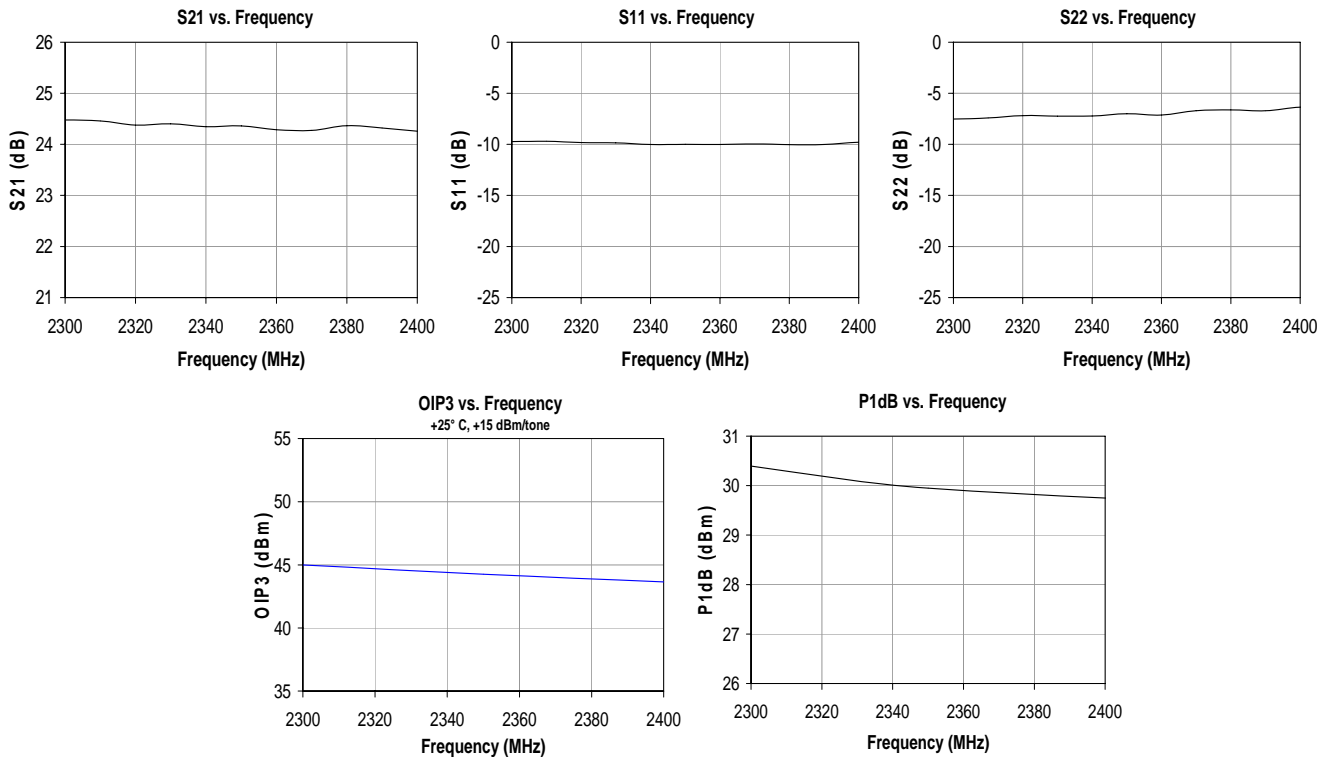 S21 vs. Frequency
26
25
24
23
22
21
S21 (dB)
2300 2320 2340 2360 2380 2400
Frequency (MHz)
S11 vs. Frequency
0
-5
-10
-15
-20
-25
S11 (dB)
2300 2320 2340 2360 2380 2400
Frequency (MHz)
S22 vs. Frequency
0
-5
-10
-15
-20
-25
S22 (dB)
2300 2320 2340 2360 2380 2400
Frequency (MHz)
OIP3 vs. Frequency
+25° C, +15 dBm/tone
55
50
45
40
35
OIP3 (dBm)
2300 2320 2340 2360 2380 2400
Frequency (MHz)
P1dB vs. Frequency
31
30
29
28
27
26
P1dB (dBm)
2300 2320 2340 2360 2380 2400
Frequency (MHz)